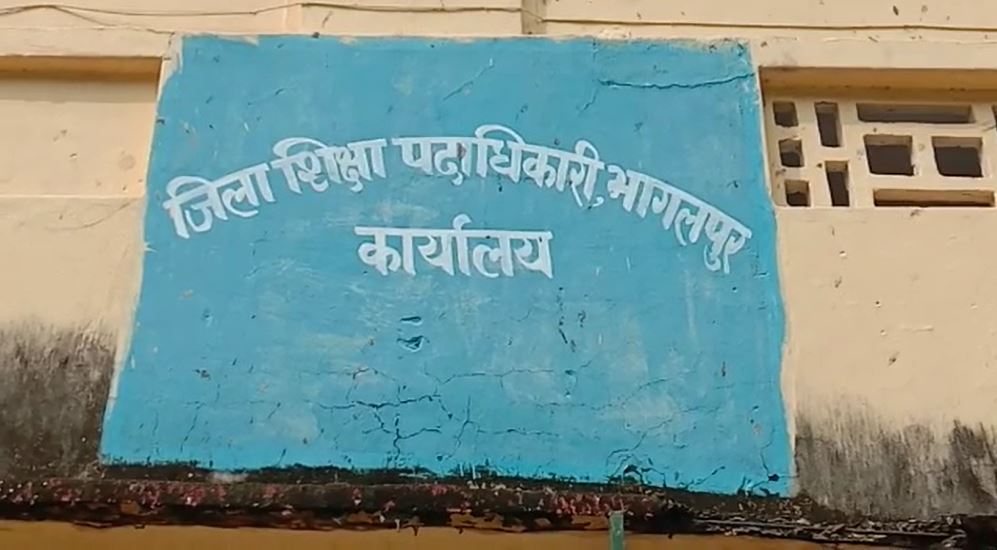 जिला शिक्षा पदाधिकारी, भागलपुर
कार्यालय